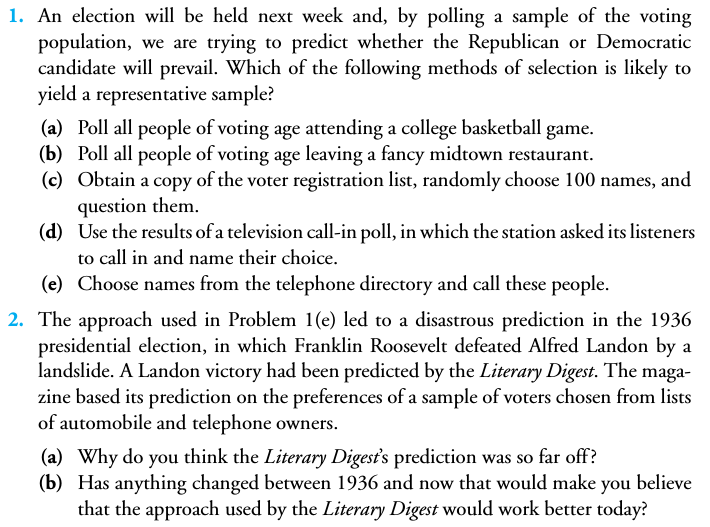 1. An election will be held next week and, by polling a sample of the voting
population, we are trying to predict whether the Republican or Democratic
candidate will prevail. Which of the following methods of selection is likely to
yield a representative sample?
(a) Poll all people of voting age attending a college basketball game.
(b) Poll all people of voting age leaving a fancy midtown restaurant.
(c) Obtain a copy of the voter registration list, randomly choose 100 names, and
question them.
(d) Use the results of a television call-in poll, in which the station asked its listeners
to call in and name their choice.
(e) Choose names from the telephone directory and call these people.
2. The approach used in Problem 1(e) led to a disastrous prediction in the 1936
presidential election, in which Franklin Roosevelt defeated Alfred Landon by a
landslide. A Landon victory had been predicted by the Literary Digest. The maga-
zine based its prediction on the preferences of a sample of voters chosen from lists
of automobile and telephone owners.
(a) Why do you think the Literary Digest's prediction was so far off?
(b) Has anything changed between 1936 and now that would make you believe
that the approach used by the Literary Digest would work better today?